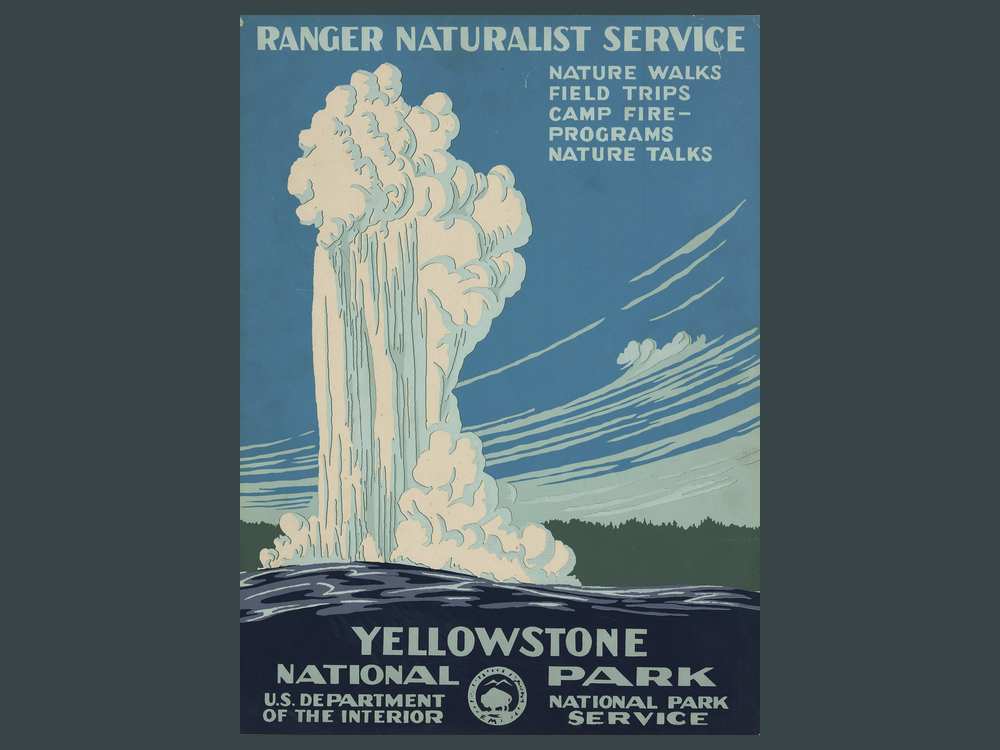 RANGER NATURALIST SERVICE
NATURE WALKS
FIELD TRIPS
CAMP FIRE-
PROGRAMS
NATURE TALKS
YELLOWSTONE
NATIONAL PARK
U.S. DEPARTMENT
OF THE INTERIOR
NATIONAL PARK
SERVICE